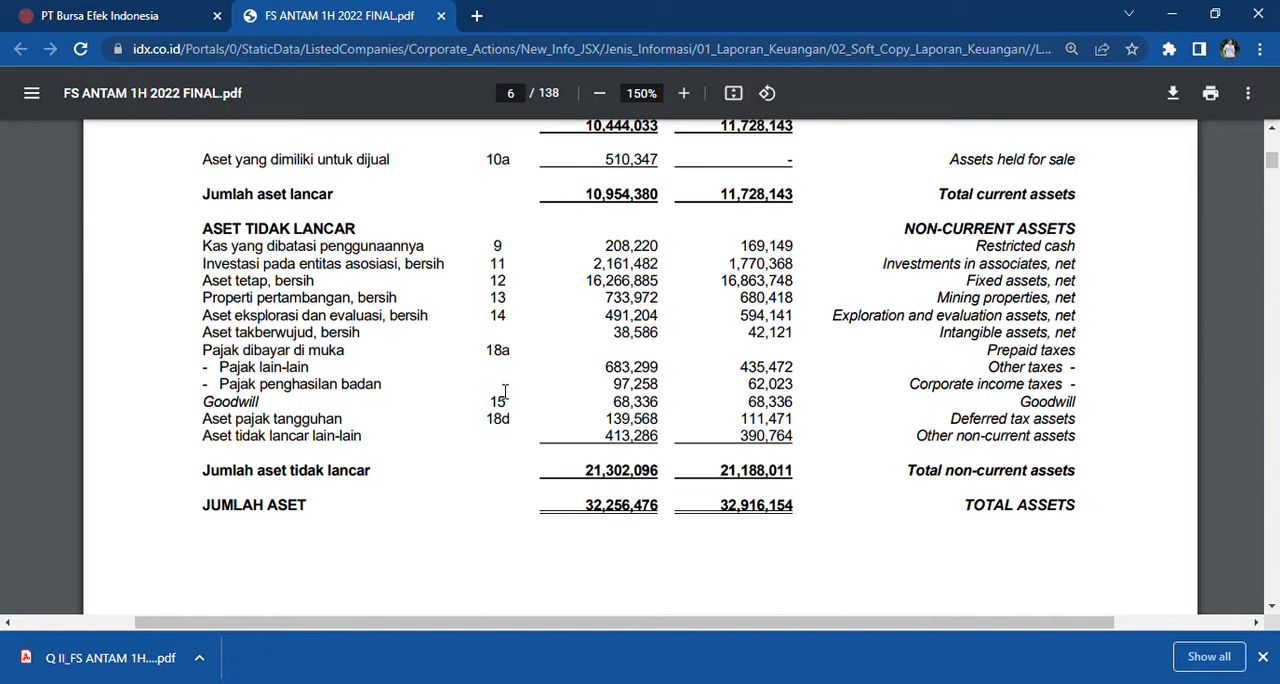 PT Bursa Efek Indonesia
FS ANTAM 1H 2022 FINAL.pdf
idx.co.id/Portals/0/StaticData/ListedCompanies/Corporate_Actions/New_Info_JSX/Jenis_Informasi/01_Laporan_Keuangan/02_Soft_Copy_Laporan_Keuangan//L...
FS ANTAM 1H 2022 FINAL.pdf 6 / 138 150%
10,444,033 11,728,143
Aset yang dimiliki untuk dijual 10a 510,347 - Assets held for sale
Jumlah aset lancar 10,954,380 11,728,143 Total current assets
ASET TIDAK LANCAR NON-CURRENT ASSETS
Kas yang dibatasi penggunaannya 9 208,220 169,149 Restricted cash
Investasi pada entitas asosiasi, bersih 11 2,161,482 1,770,368 Investments in associates, net
Aset tetap, bersih 12 16,266,885 16,863,748 Fixed assets, net
Properti pertambangan, bersih 13 733,972 680,418 Mining properties, net
Aset eksplorasi dan evaluasi, bersih 14 491,204 594,141 Exploration and evaluation assets, net
Aset takberwujud, bersih 38,586 42,121 Intangible assets, net
Pajak dibayar di muka 18a Prepaid taxes
- Pajak lain-lain 683,299 435,472 Other taxes -
- Pajak penghasilan badan 97,258 62,023 Corporate income taxes -
Goodwill 15 68,336 68,336 Goodwill
Aset pajak tangguhan 18d 139,568 111,471 Deferred tax assets
Aset tidak lancar lain-lain 413,286 390,764 Other non-current assets
Jumlah aset tidak lancar 21,302,096 21,188,011 Total non-current assets
JUMLAH ASET 32,256,476 32,916,154 TOTAL ASSETS
Q II_FS ANTAM 1H....pdf
Show all